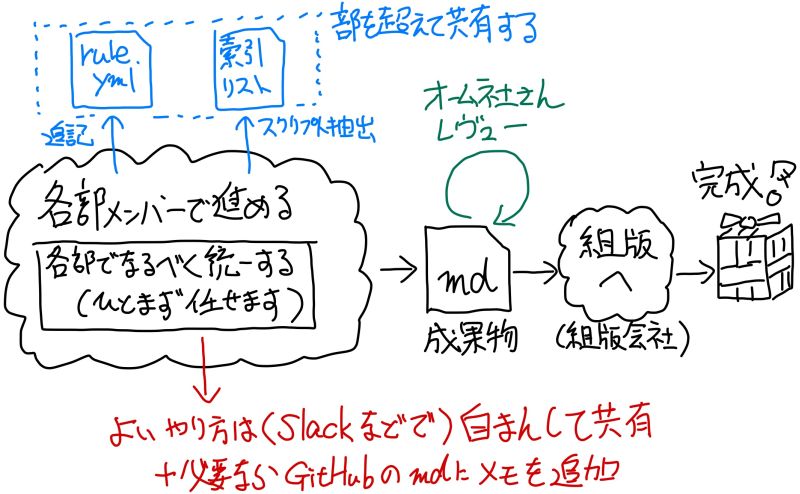 部を超えて共有する
rule.
yml
索引
リスト
追記
スクリプト抽出
オーム社さん
レヴュー
各部メンバーで進める
各部でなるべく統一する
(ひとまず任せます)
md
成果物
組版
へ
(組版会社)
完成
よいやり方は(Slackなどで)自まんして共有
+必要ならGitHubのmdにメモを追加